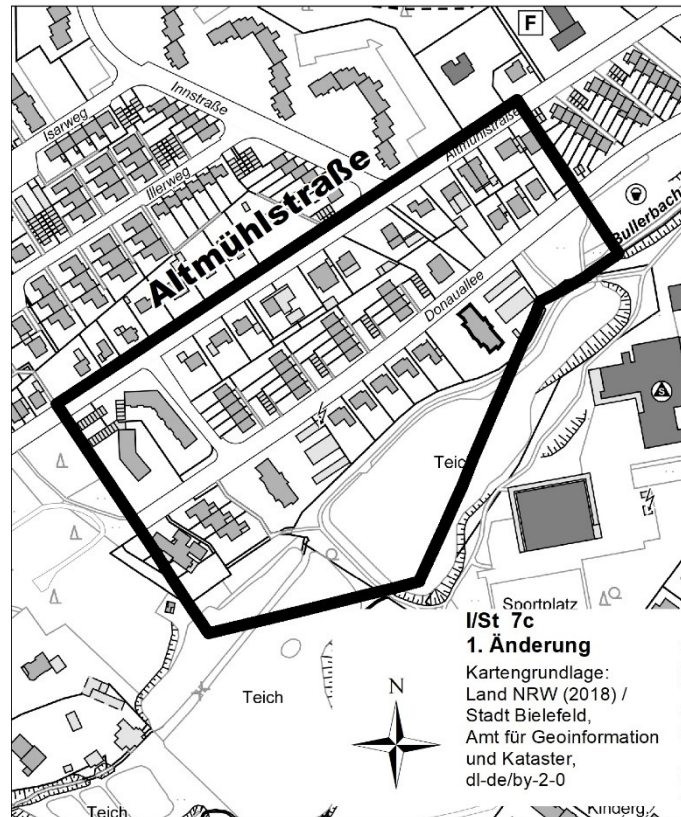 F
Isarweg
Innstraße
Illerweg
Altmühlstraße
Altmühlstraße
Bullerbach
Donauallee
S
Teich
Sportplatz
I/St 7c
1. Änderung
Kartengrundlage:
Land NRW (2018) /
Stadt Bielefeld,
Amt für Geoinformation
und Kataster,
dl-de/by-2-0
N
Teich
Teich
Kinderg.